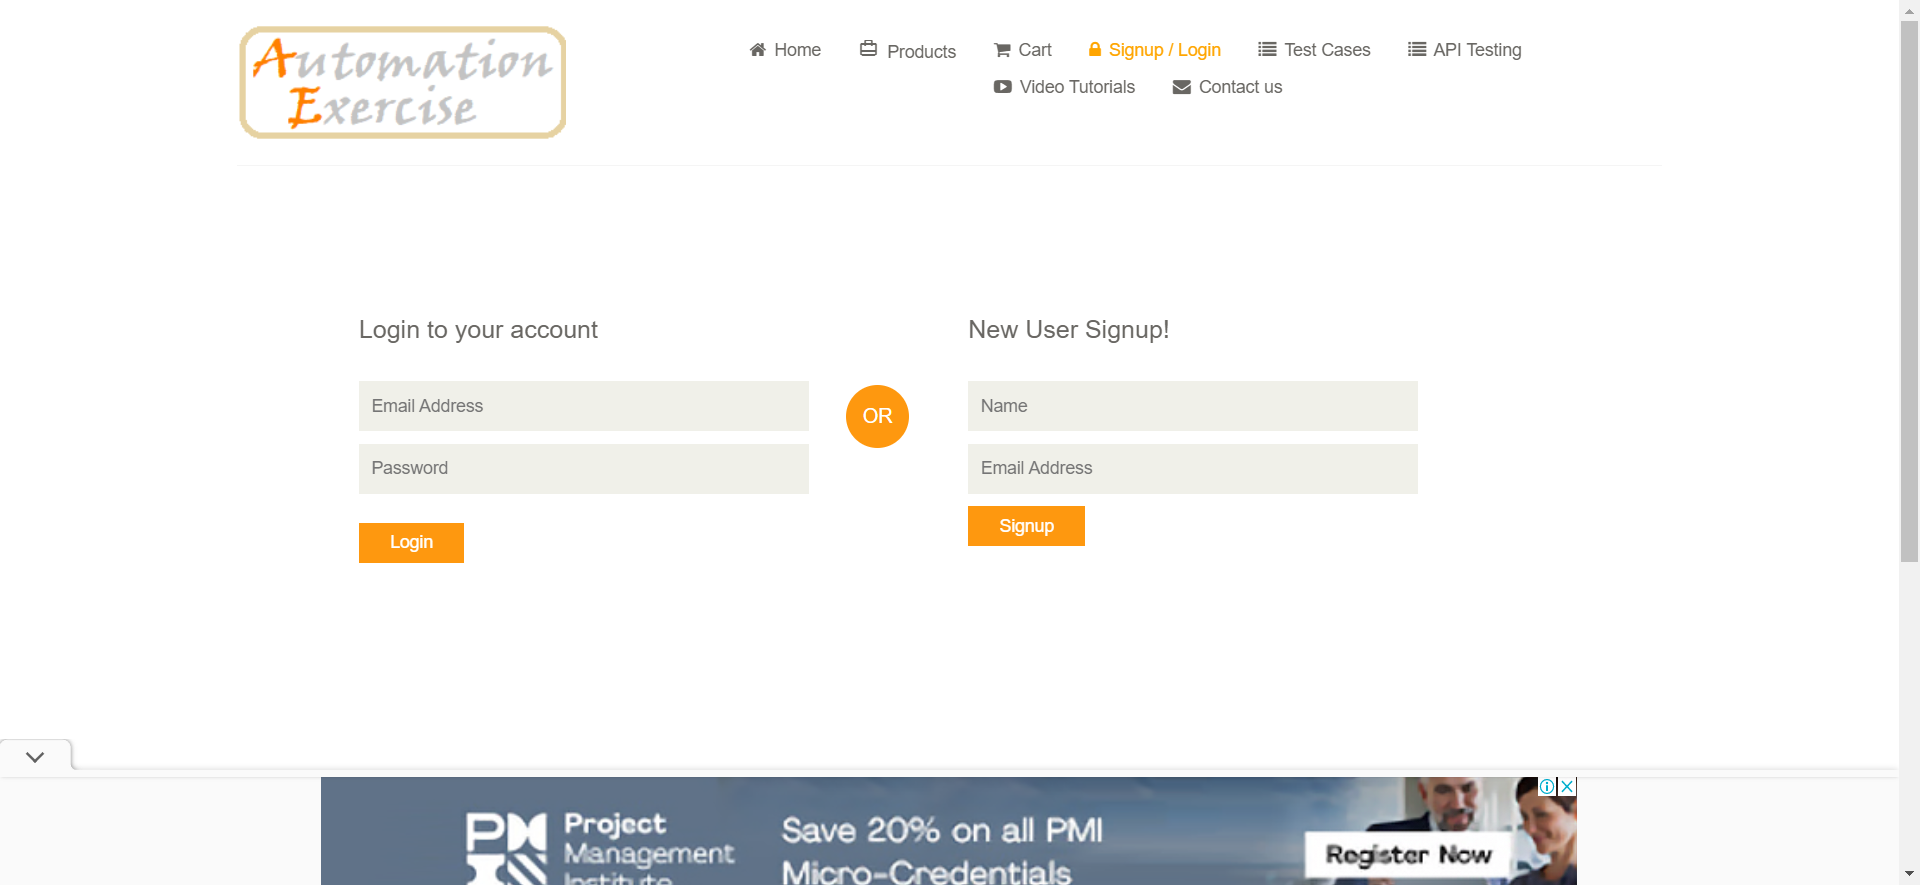 Automation
Exercise
Home
Products
Cart
Signup / Login
Test Cases
API Testing
Video Tutorials
Contact us
Login to your account
Email Address
Password
Login
OR
New User Signup!
Name
Email Address
Signup
Project
Management
Institute
Save 20% on all PMI
Micro-Credentials
Register Now